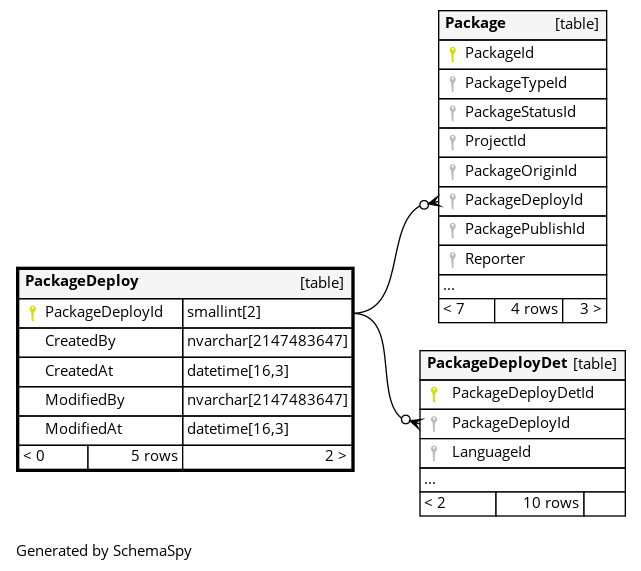 Package [table]
PackageId
PackageTypeId
PackageStatusId
ProjectId
PackageOriginId
PackageDeployId
PackagePublishId
Reporter
...
< 7 4 rows 3 >
PackageDeploy [table]
PackageDeployId smallint[2]
CreatedBy nvarchar[2147483647]
CreatedAt datetime[16,3]
ModifiedBy nvarchar[2147483647]
ModifiedAt datetime[16,3]
< 0 5 rows 2 >
PackageDeployDet [table]
PackageDeployDetId
PackageDeployId
LanguageId
...
< 2 10 rows
Generated by SchemaSpy